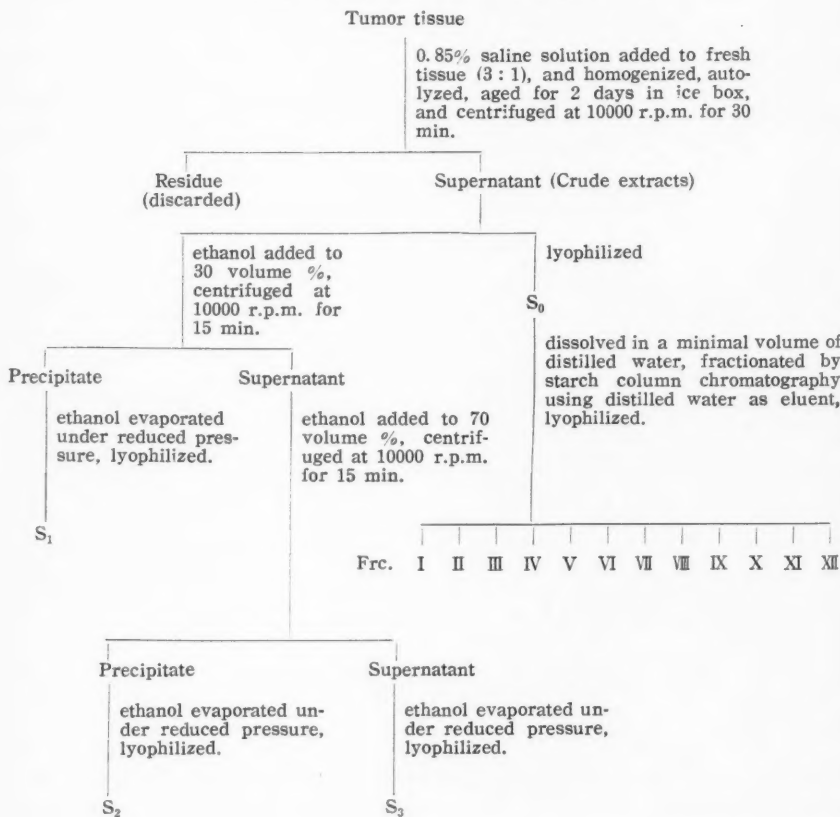 Tumor tissue
0.85% saline solution added to fresh
tissue (3 : 1), and homogenized, auto-
lyzed, aged for 2 days in ice box,
and centrifuged at 10000 r.p.m. for 30
min.
Residue
(discarded)
Supernatant (Crude extracts)
ethanol added to
30 volume %,
centrifuged at
10000 r.p.m. for
15 min.
lyophilized
S₀
dissolved in a minimal volume of
distilled water, fractionated by
starch column chromatography
using distilled water as eluent,
lyophilized.
Precipitate
Supernatant
ethanol evaporated
under reduced pres-
sure, lyophilized.
ethanol added to 70
volume %, centrif-
uged at 10000 r.p.m.
for 15 min.
S₁
Frc. I II III IV V VI VII VIII IX X XI XII
Precipitate
Supernatant
ethanol evaporated un-
der reduced pressure,
lyophilized.
ethanol evaporated un-
der reduced pressure,
lyophilized.
S₂
S₃